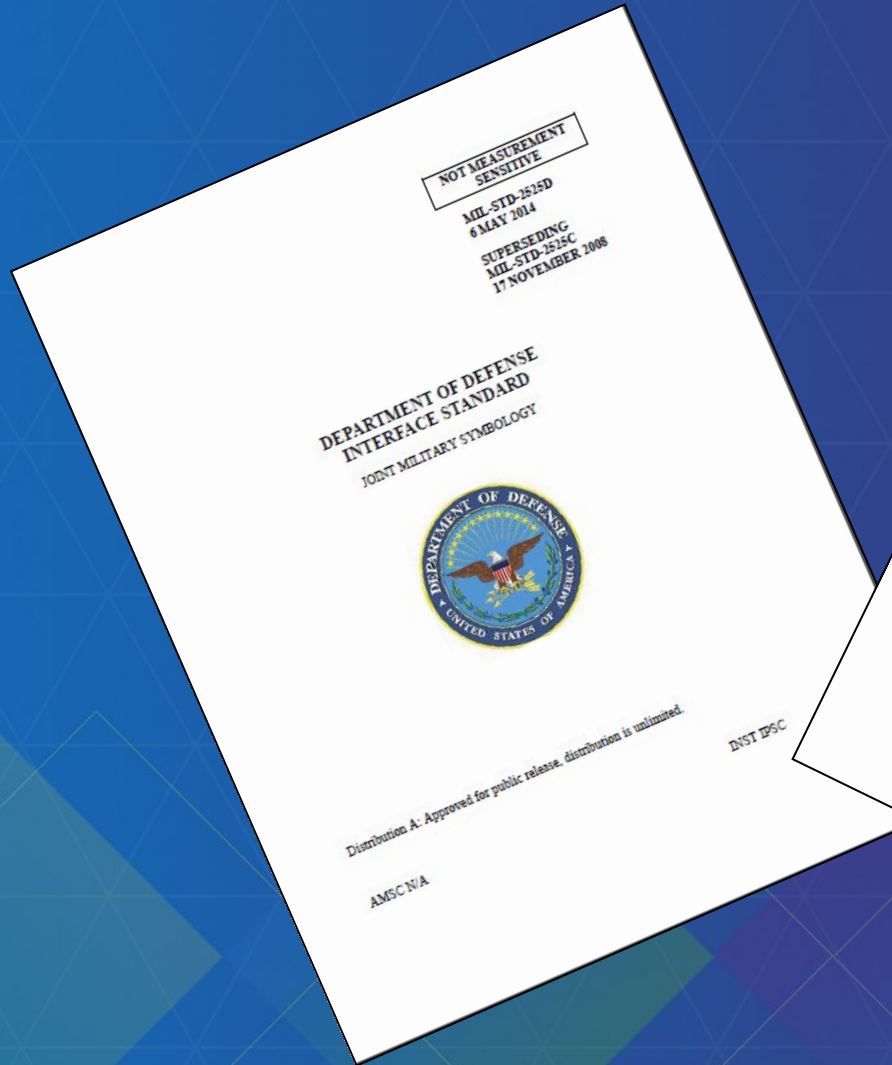 NOT MEASUREMENT
SENSITIVE
MIL-STD-2525D
6 MAY 2014
SUPERSEDING
MIL-STD-2525C
17 NOVEMBER 2008
DEPARTMENT OF DEFENSE
INTERFACE STANDARD
JOINT MILITARY SYMBOLOGY
DEPARTMENT OF DEFENSE
UNITED STATES OF AMERICA
INST IPSC
Distribution A: Approved for public release, distribution is unlimited.
AMSC N/A